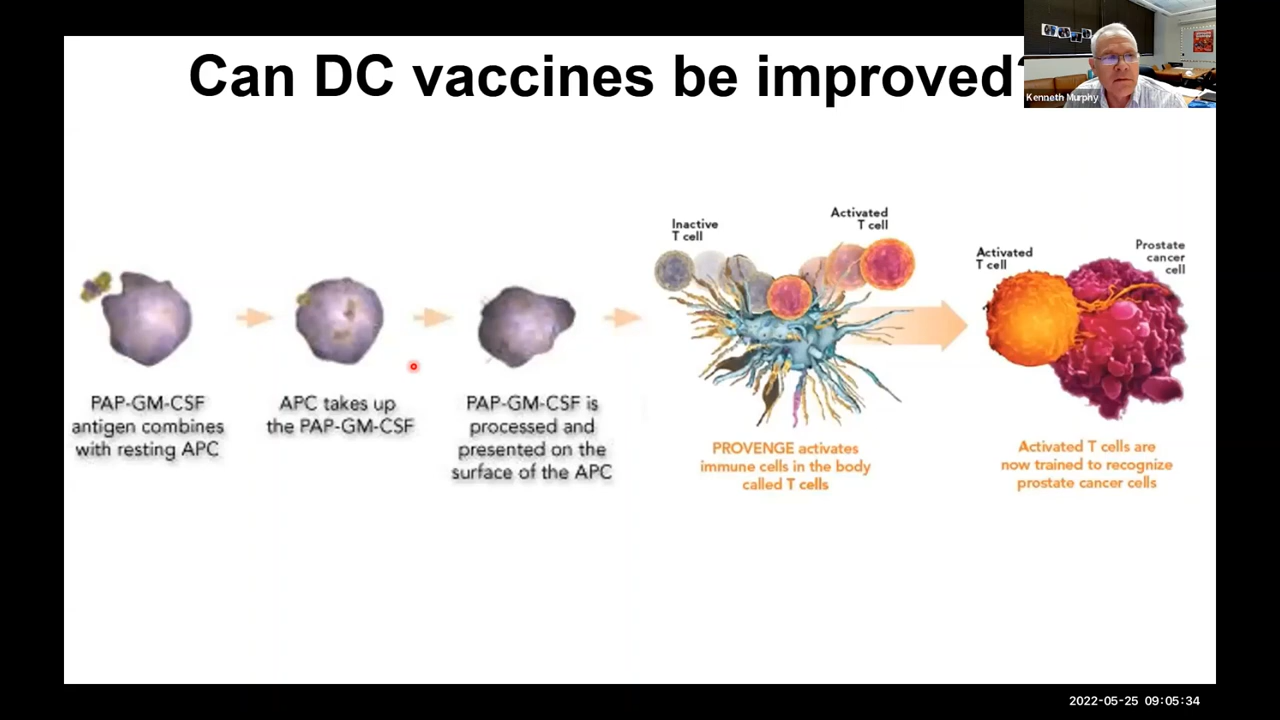 Can DC vaccines be improved?
Kenneth Murphy
Inactive
T cell
Activated
T cell
Activated
T cell
Prostate
cancer
cell
PAP-GM-CSF
antigen combines
with resting APC
APC takes up
the PAP-GM-CSF
PAP-GM-CSF is
processed and
presented on the
surface of the APC
PROVENGE activates
immune cells in the body
called T cells
Activated T cells are
now trained to recognize
prostate cancer cells
2022-05-25 09:05:34